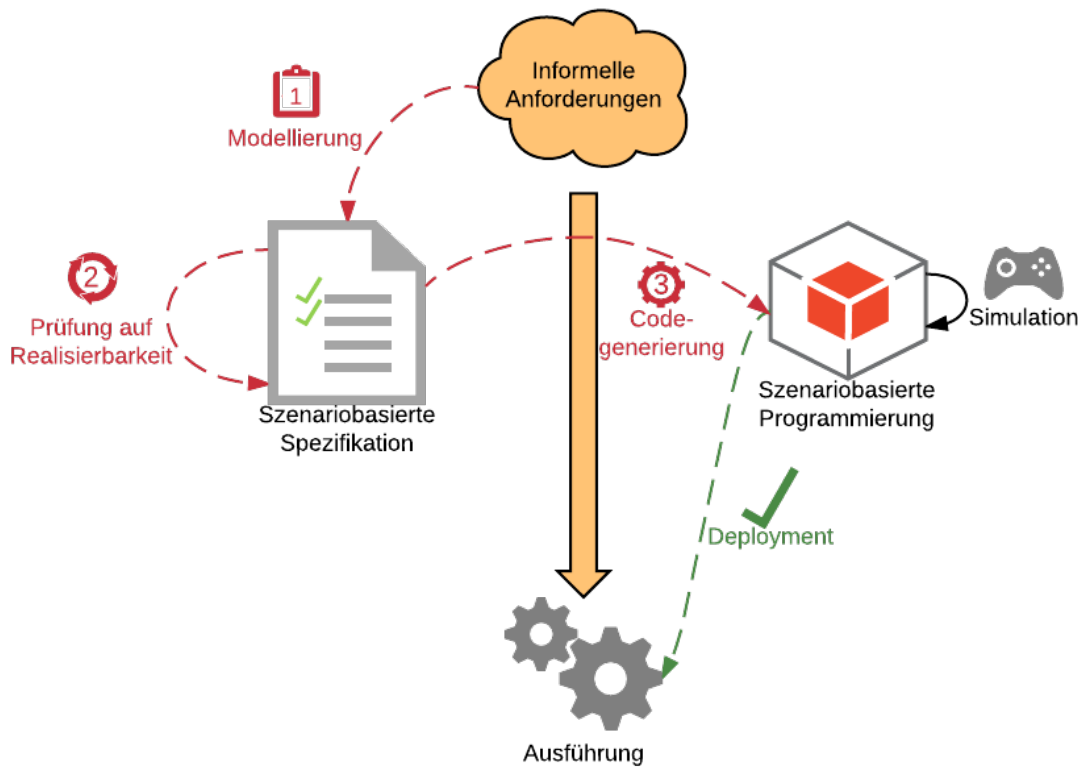 Informelle
Anforderungen
1
Modellierung
2
Prüfung auf
Realisierbarkeit
Szenariobasierte
Spezifikation
3
Code-
generierung
Simulation
Szenariobasierte
Programmierung
Deployment
Ausführung